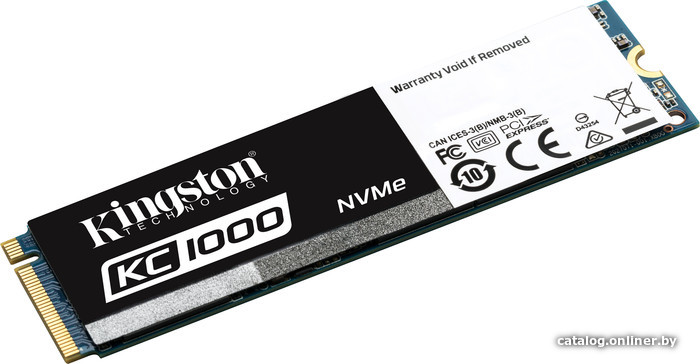 Warranty Void If Removed
CAN ICES-3(B)/NMB-3(B)
FC VCI PCI EXPRESS CE
10
D43254
NVMe
Kingston
TECHNOLOGY
KC1000
catalog.onliner.by